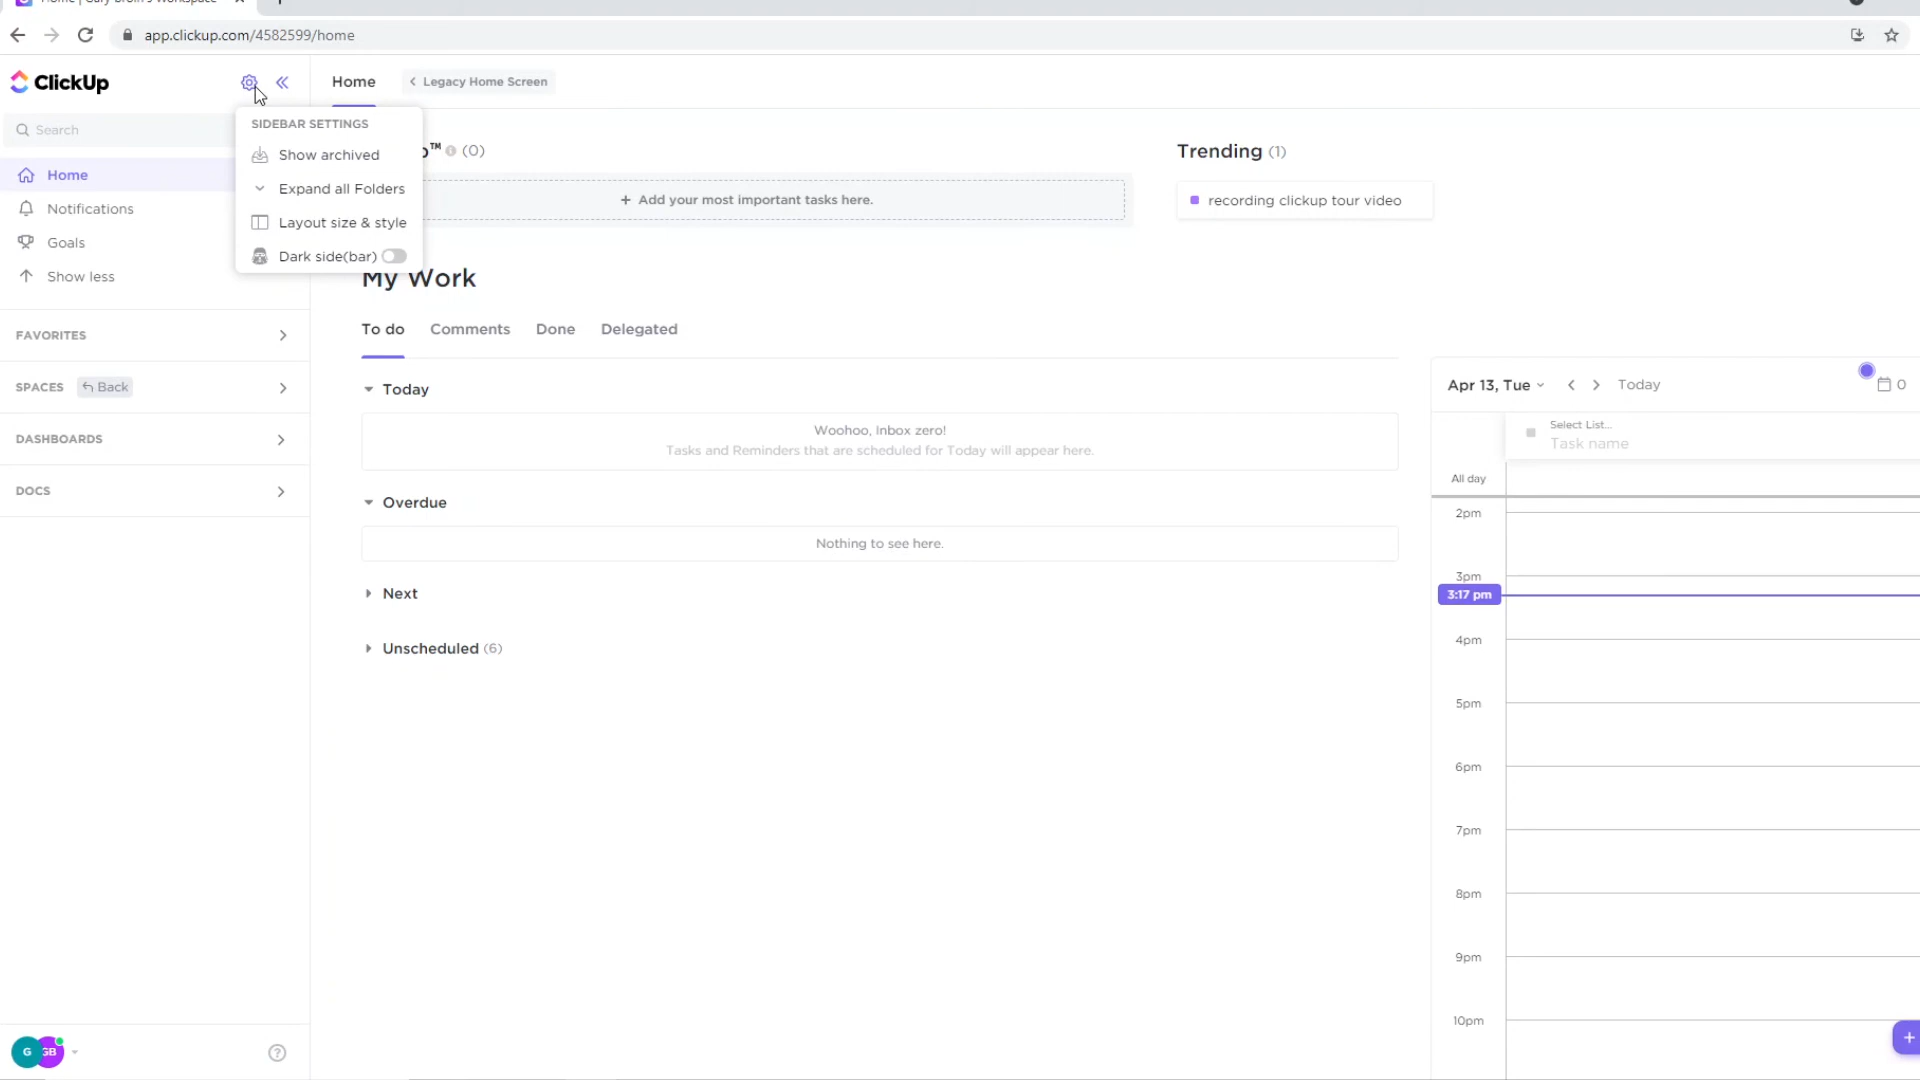 app.clickup.com/4582599/home
ClickUp
Home
Legacy Home Screen
Search
SIDEBAR SETTINGS
Show archived
Expand all Folders
Layout size & style
Dark side(bar)
Home
Notifications
Goals
Show less
FAVORITES
SPACES Back
DASHBOARDS
DOCS
G GB
™ (0)
+ Add your most important tasks here.
Trending (1)
recording clickup tour video
My Work
To do Comments Done Delegated
Today
Woohoo, Inbox zero!
Tasks and Reminders that are scheduled for Today will appear here.
Overdue
Nothing to see here.
Next
Unscheduled (6)
Apr 13, Tue Today 0
Select List...
Task name
All day
2pm
3pm
3:17 pm
4pm
5pm
6pm
7pm
8pm
9pm
10pm